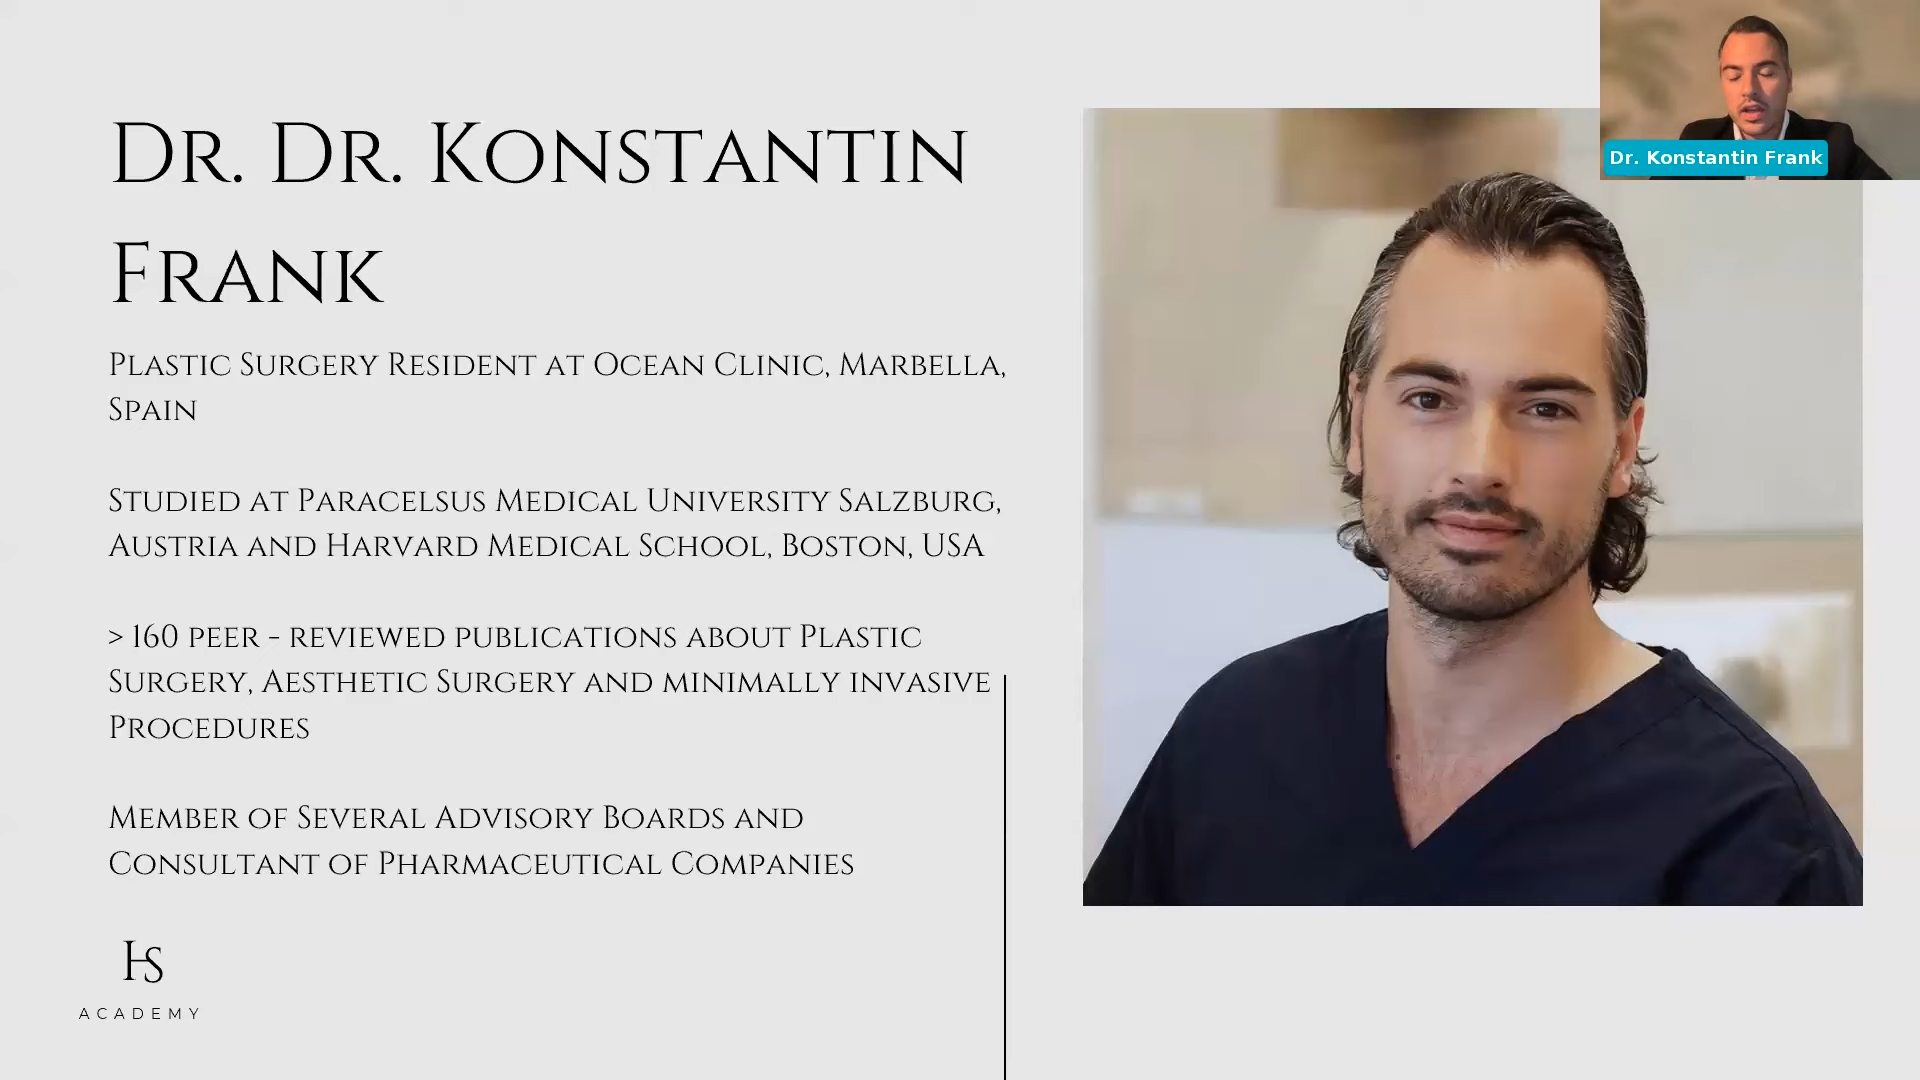 Dr. Dr. Konstantin
Frank
Plastic Surgery Resident at Ocean Clinic, Marbella,
Spain
Studied at Paracelsus Medical University Salzburg,
Austria and Harvard Medical School, Boston, USA
> 160 peer - reviewed publications about Plastic
Surgery, Aesthetic Surgery and minimally invasive
Procedures
Member of Several Advisory Boards and
Consultant of Pharmaceutical Companies
HS
ACADEMY
Dr. Konstantin Frank